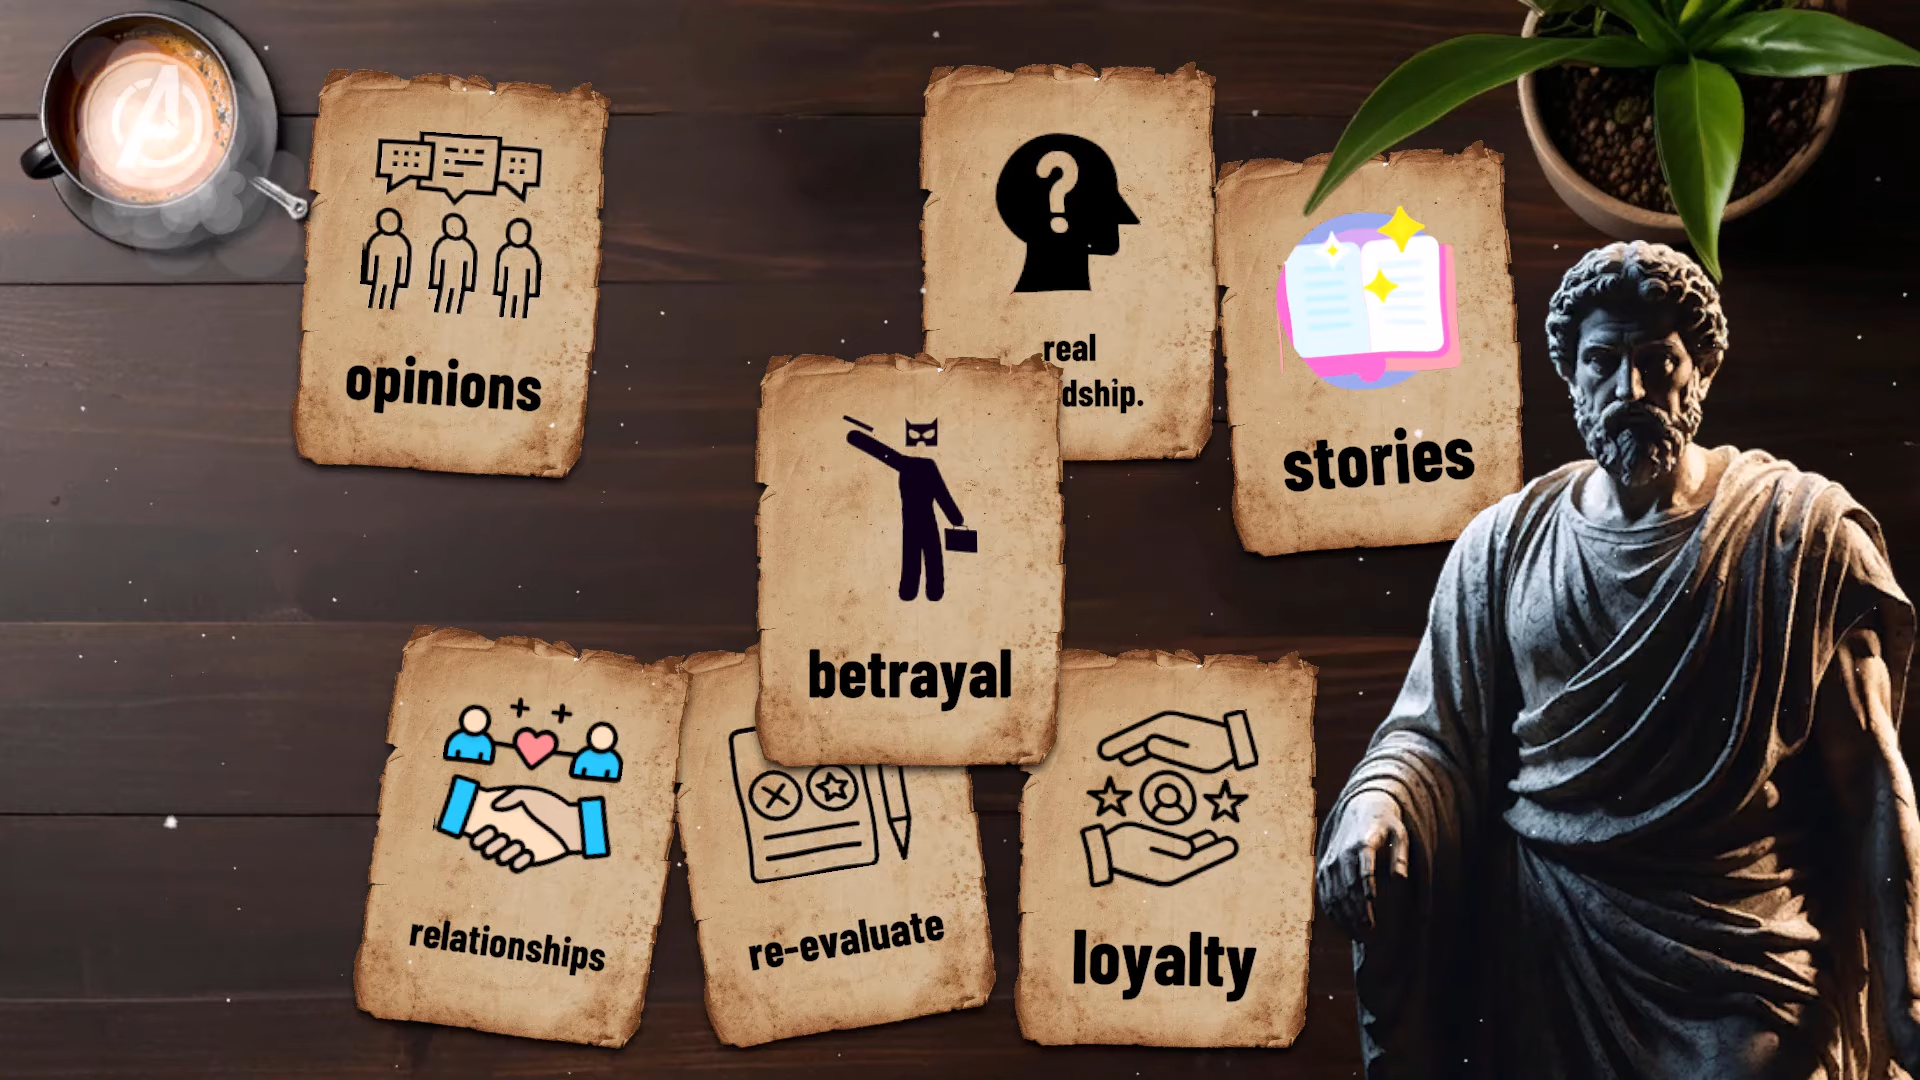 opinions
real
dship.
stories
betrayal
relationships
re-evaluate
loyalty